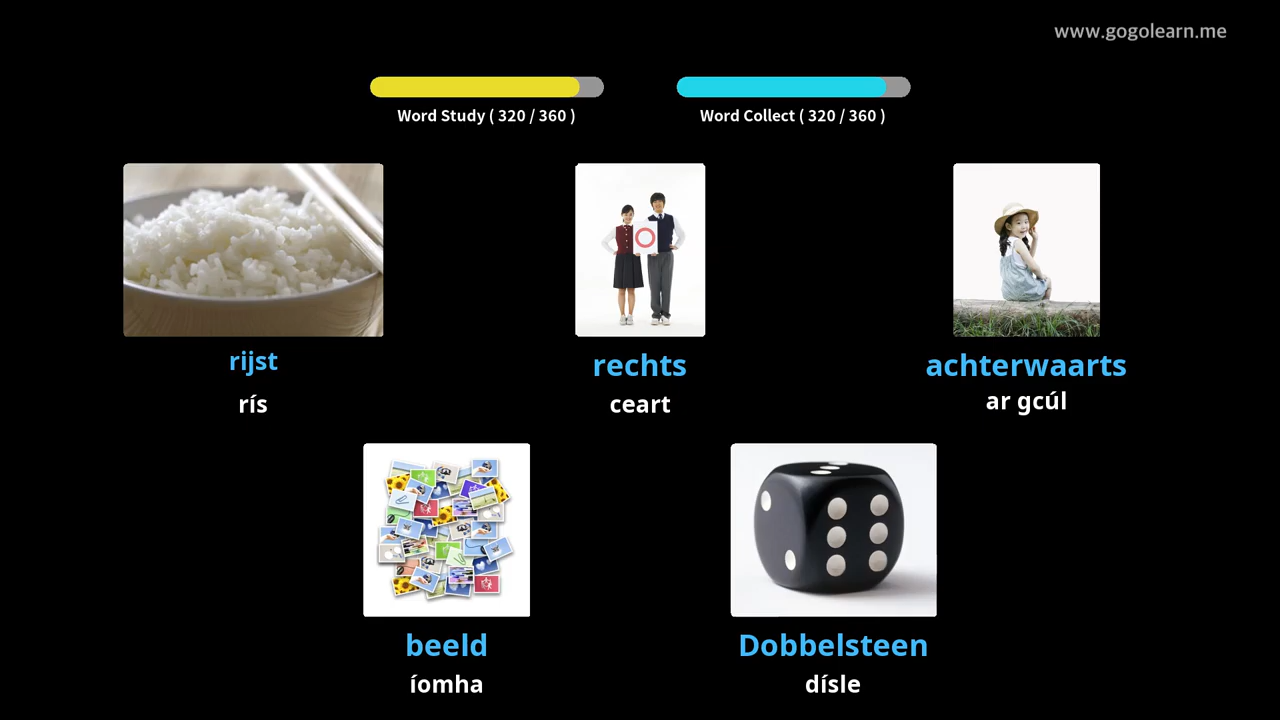 www.gogolearn.me
Word Study ( 320 / 360 )
Word Collect ( 320 / 360 )
rijst
rís
rechts
ceart
achterwaarts
ar gcúl
beeld
íomha
Dobbelsteen
dísle